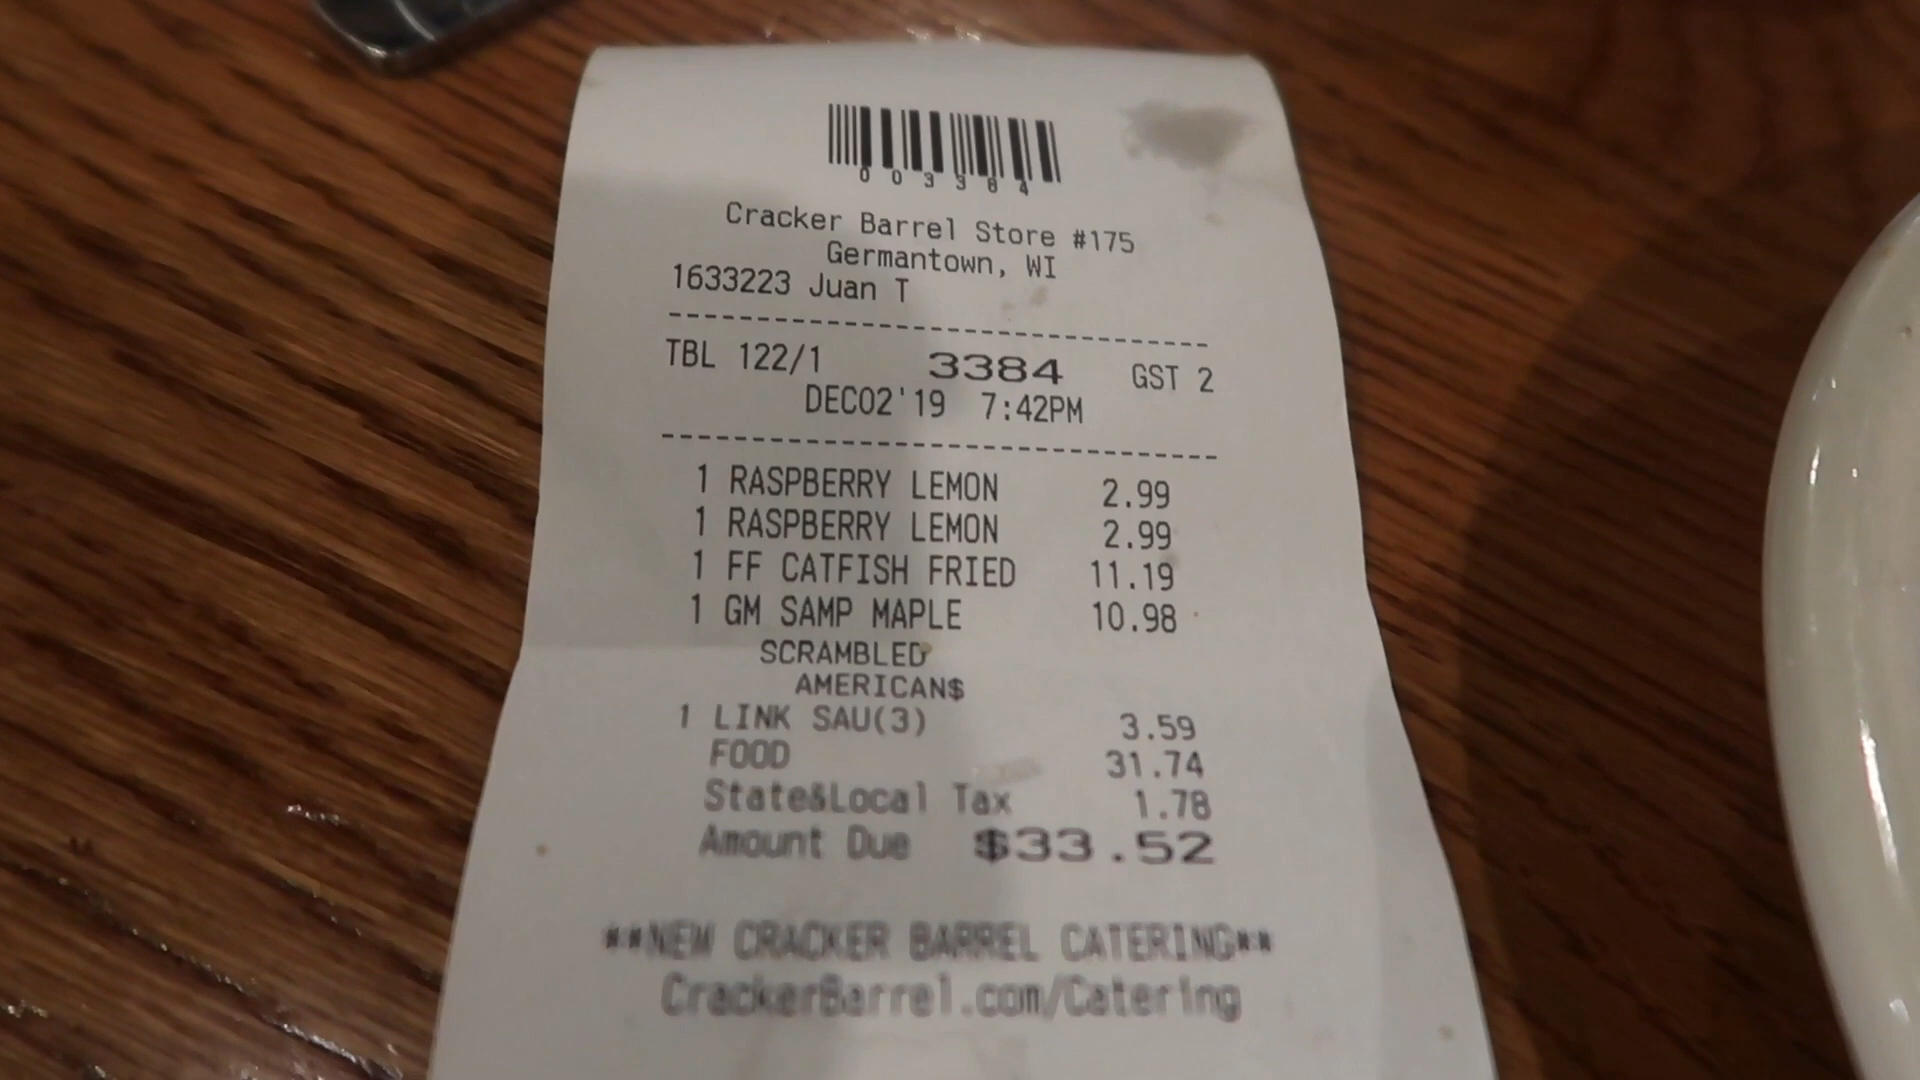 003384
Cracker Barrel Store #175
Germantown, WI
1633223 Juan T
------------------------------
TBL 122/1 3384 GST 2
DEC02'19 7:42PM
------------------------------
1 RASPBERRY LEMON 2.99
1 RASPBERRY LEMON 2.99
1 FF CATFISH FRIED 11.19
1 GM SAMP MAPLE 10.98
SCRAMBLED
AMERICAN$
1 LINK SAU(3) 3.59
FOOD 31.74
State&Local Tax 1.78
Amount Due $33.52
**NEW CRACKER BARREL CATERING**
CrackerBarrel.com/Catering